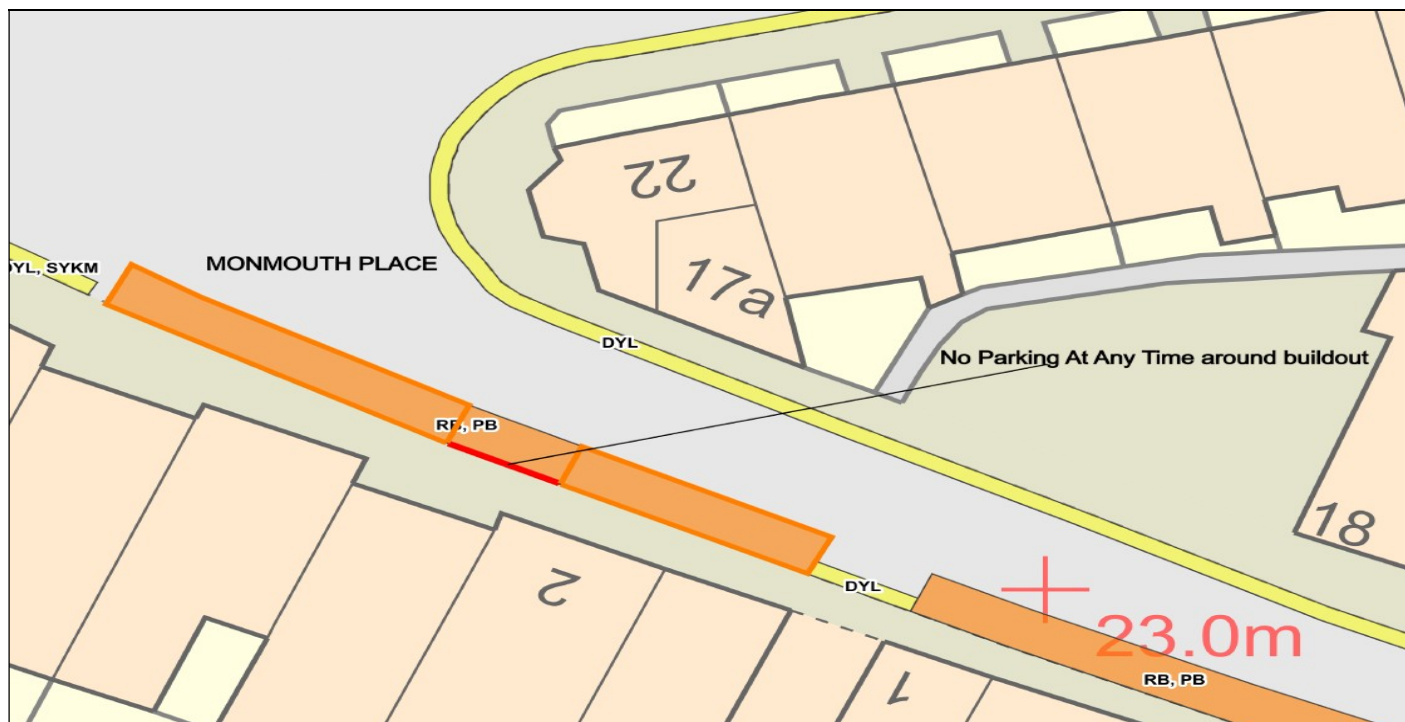 22
DYL, SYKM
MONMOUTH PLACE
17a
DYL
No Parking At Any Time around buildout
RB, PB
18
2
DYL
23.0m
RB, PB
1